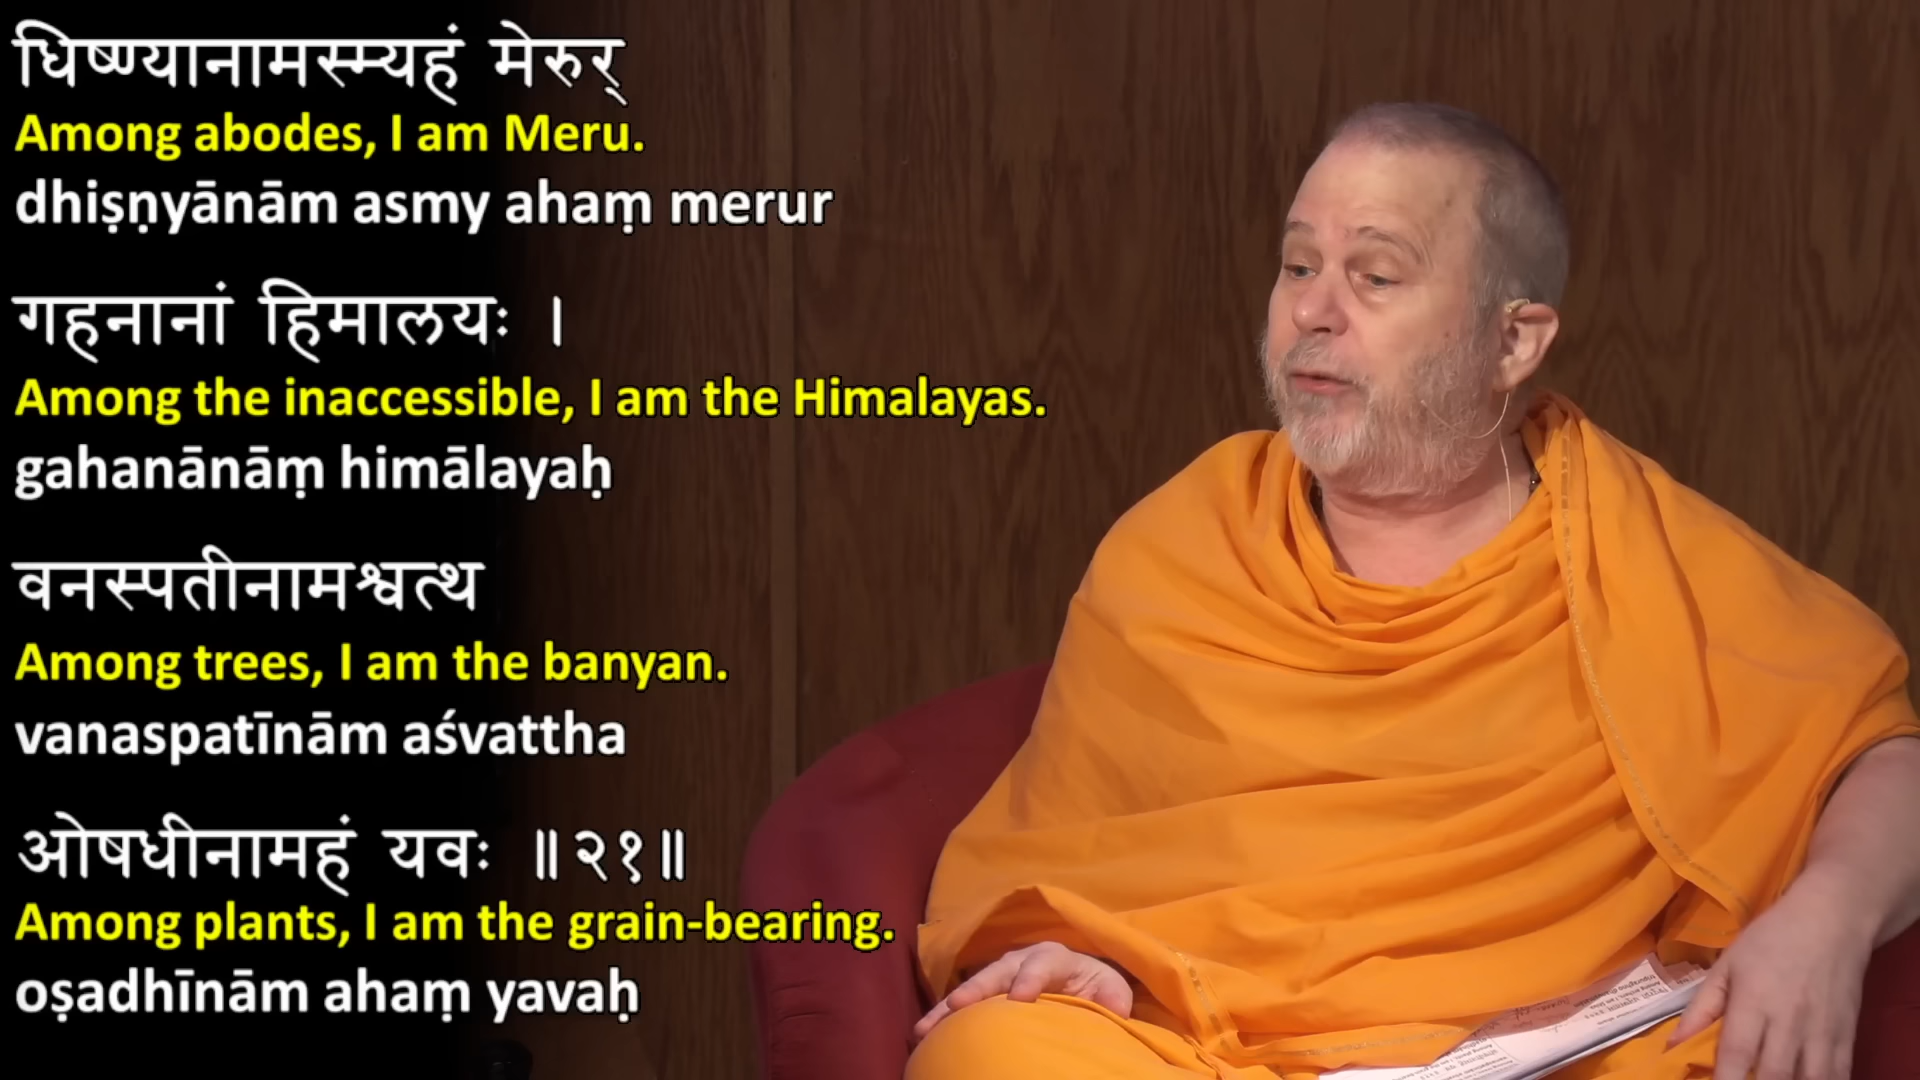 धिष्ण्यानामस्म्यहं मेरुर्
Among abodes, I am Meru.
dhiṣṇyānām asmy ahaṃ merur
गहनानां हिमालयः ।
Among the inaccessible, I am the Himalayas.
gahanānāṃ himālayaḥ
वनस्पतीनामश्वत्थ
Among trees, I am the banyan.
vanaspatīnām aśvattha
ओषधीनामहं यवः ॥२१॥
Among plants, I am the grain-bearing.
oṣadhīnām ahaṃ yavaḥ